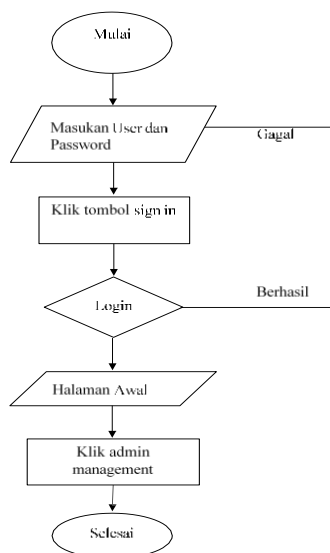 Mulai
Masukan User dan
Password
Gagal
Klik tombol sign in
Login
Berhasil
Halaman Awal
Klik admin
management
Selesai